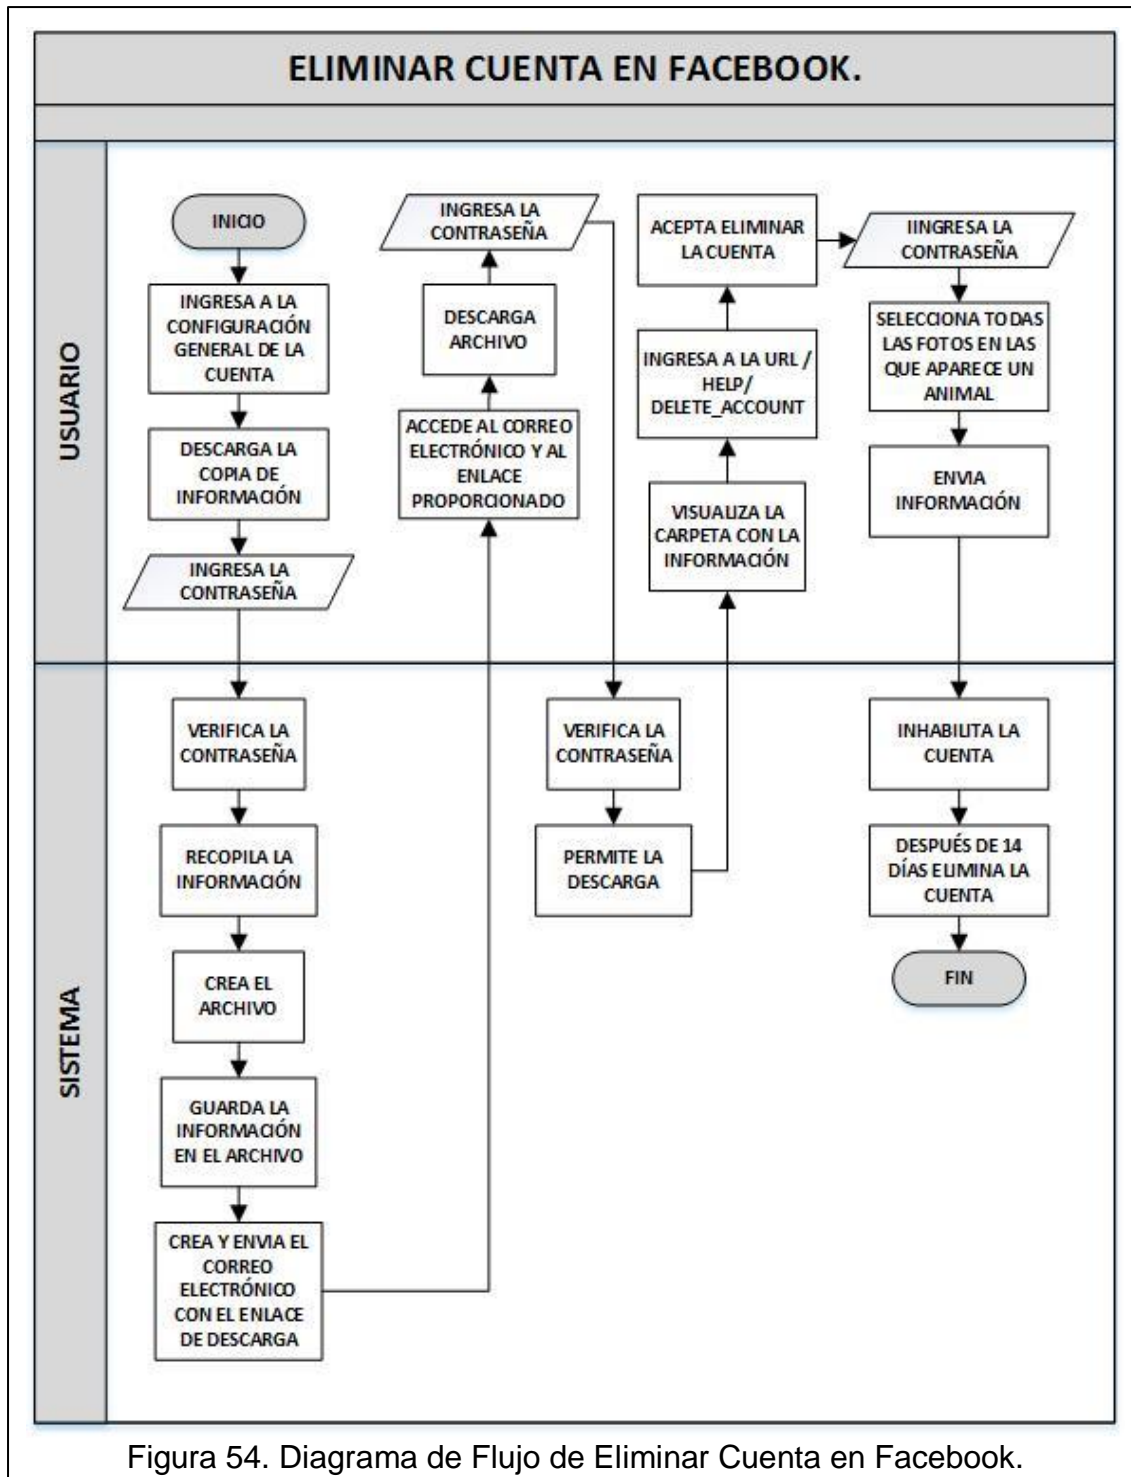 ELIMINAR CUENTA EN FACEBOOK.
USUARIO
INICIO
INGRESA A LA
CONFIGURACIÓN
GENERAL DE LA
CUENTA
DESCARGA LA
COPIA DE
INFORMACIÓN
INGRESA LA
CONTRASEÑA
SISTEMA
VERIFICA LA
CONTRASEÑA
RECOPILA LA
INFORMACIÓN
CREA EL
ARCHIVO
GUARDA LA
INFORMACIÓN
EN EL ARCHIVO
CREA Y ENVIA EL
CORREO
ELECTRÓNICO
CON EL ENLACE
DE DESCARGA
ACCEDE AL CORREO
ELECTRÓNICO Y AL
ENLACE
PROPORCIONADO
DESCARGA
ARCHIVO
INGRESA LA
CONTRASEÑA
VERIFICA LA
CONTRASEÑA
PERMITE LA
DESCARGA
VISUALIZA LA
CARPETA CON LA
INFORMACIÓN
INGRESA A LA URL /
HELP/
DELETE_ACCOUNT
ACEPTA ELIMINAR
LA CUENTA
IINGRESA LA
CONTRASEÑA
SELECCIONA TODAS
LAS FOTOS EN LAS
QUE APARECE UN
ANIMAL
ENVIA
INFORMACIÓN
INHABILITA LA
CUENTA
DESPUÉS DE 14
DÍAS ELIMINA LA
CUENTA
FIN
Figura 54. Diagrama de Flujo de Eliminar Cuenta en Facebook.